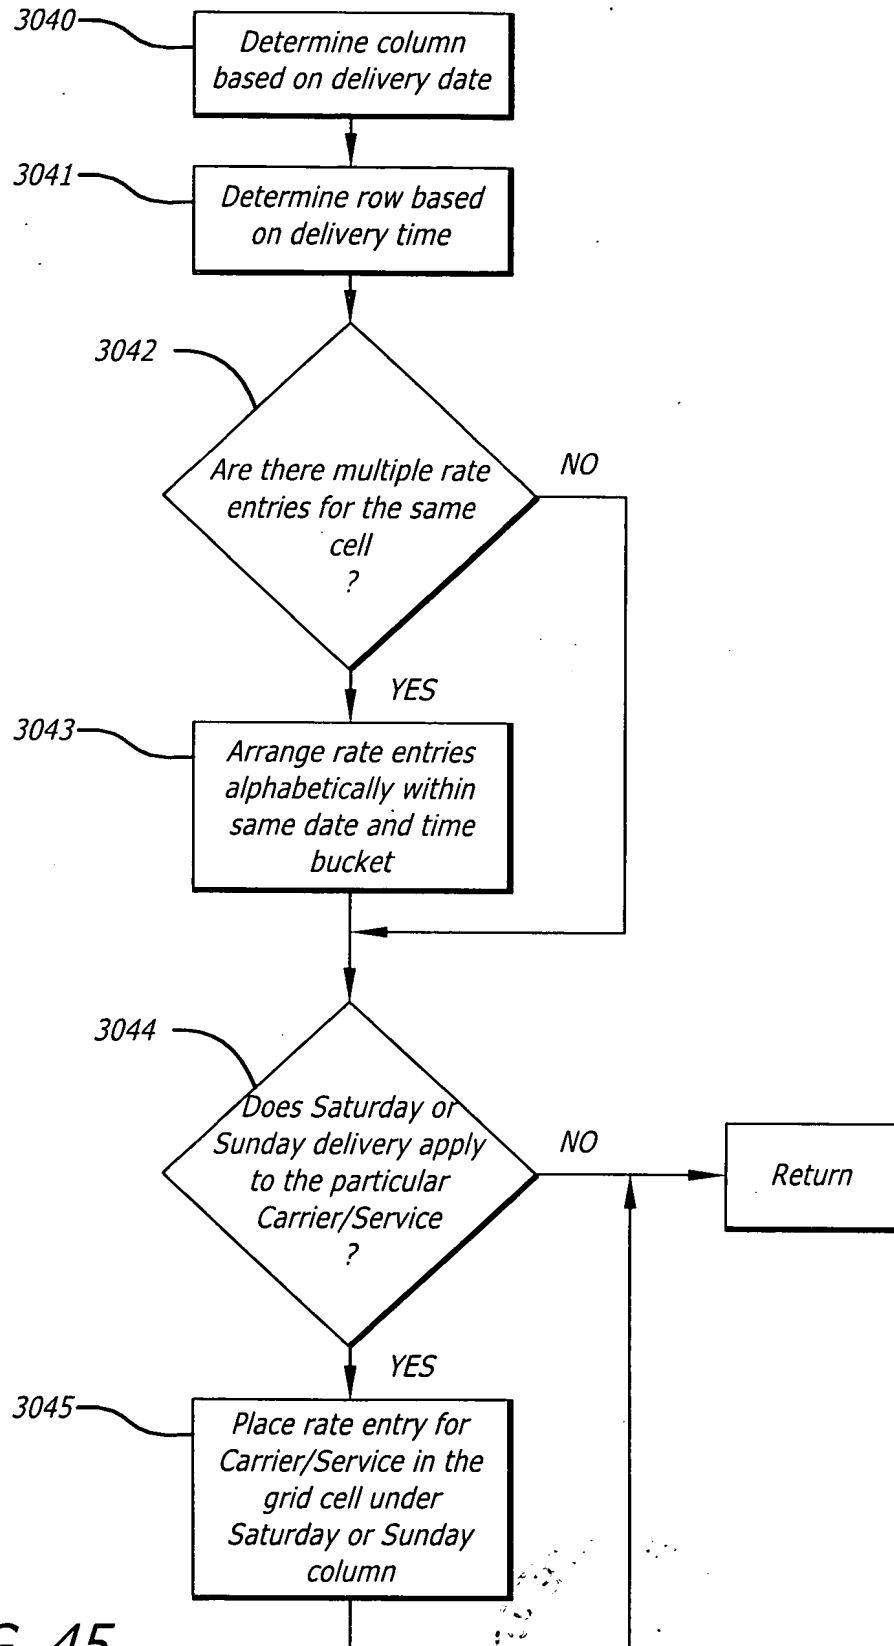 3040
Determine column
based on delivery date
3041
Determine row based
on delivery time
3042
Are there multiple rate
entries for the same
cell
?
NO
YES
3043
Arrange rate entries
alphabetically within
same date and time
bucket
3044
Does Saturday or
Sunday delivery apply
to the particular
Carrier/Service
?
NO
Return
YES
3045
Place rate entry for
Carrier/Service in the
grid cell under
Saturday or Sunday
column
45